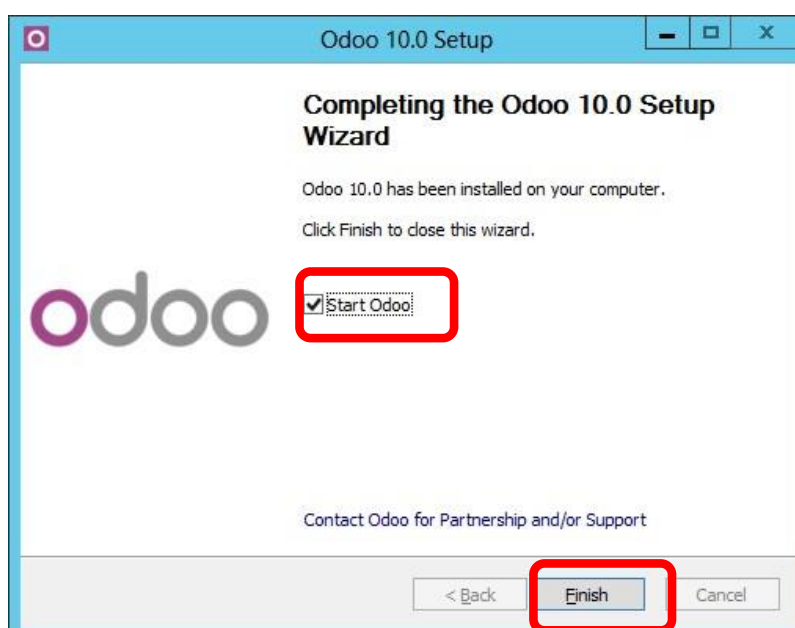 Odoo 10.0 Setup
Completing the Odoo 10.0 Setup
Wizard
Odoo 10.0 has been installed on your computer.
Click Finish to close this wizard.
odoo
Start Odoo
Contact Odoo for Partnership and/or Support
< Back Finish Cancel